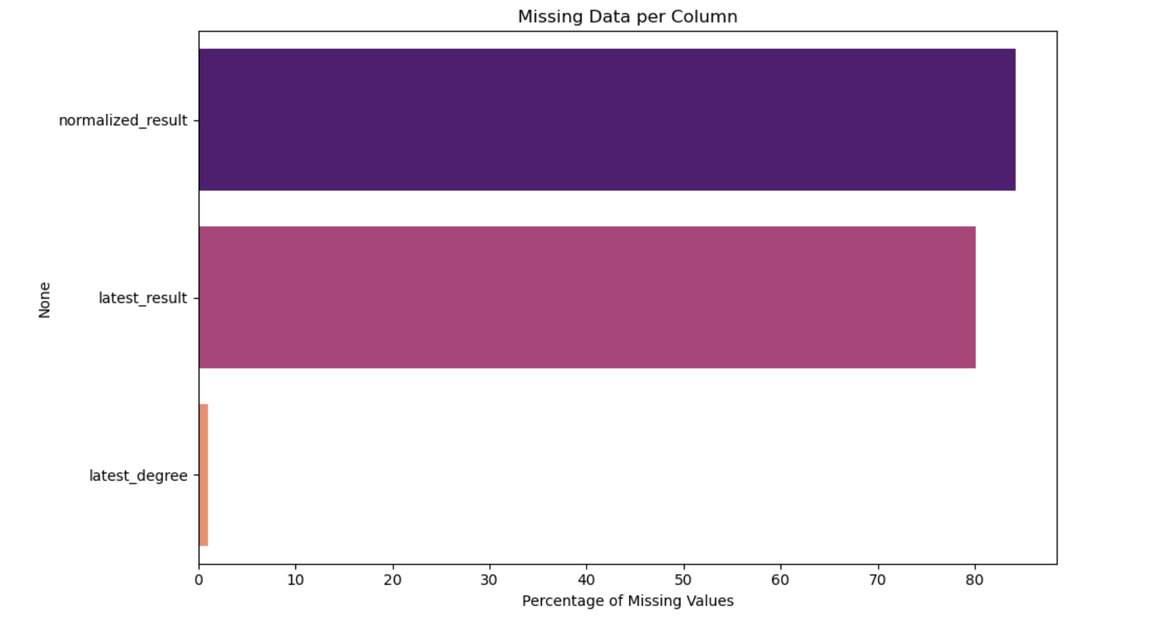 Missing Data per Column
normalized_result
latest_result
None
latest_degree
0 10 20 30 40 50 60 70 80
Percentage of Missing Values